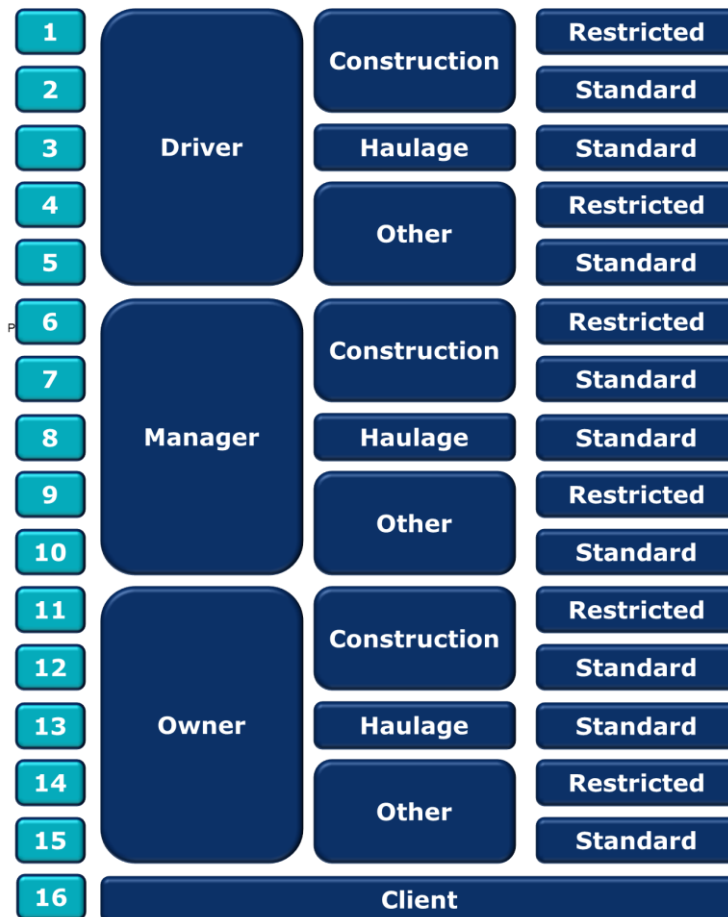 1 Driver Construction Restricted
2 Standard
3 Haulage Standard
4 Other Restricted
5 Standard
P
6 Manager Construction Restricted
7 Standard
8 Haulage Standard
9 Other Restricted
10 Standard
11 Owner Construction Restricted
12 Standard
13 Haulage Standard
14 Other Restricted
15 Standard
16 Client